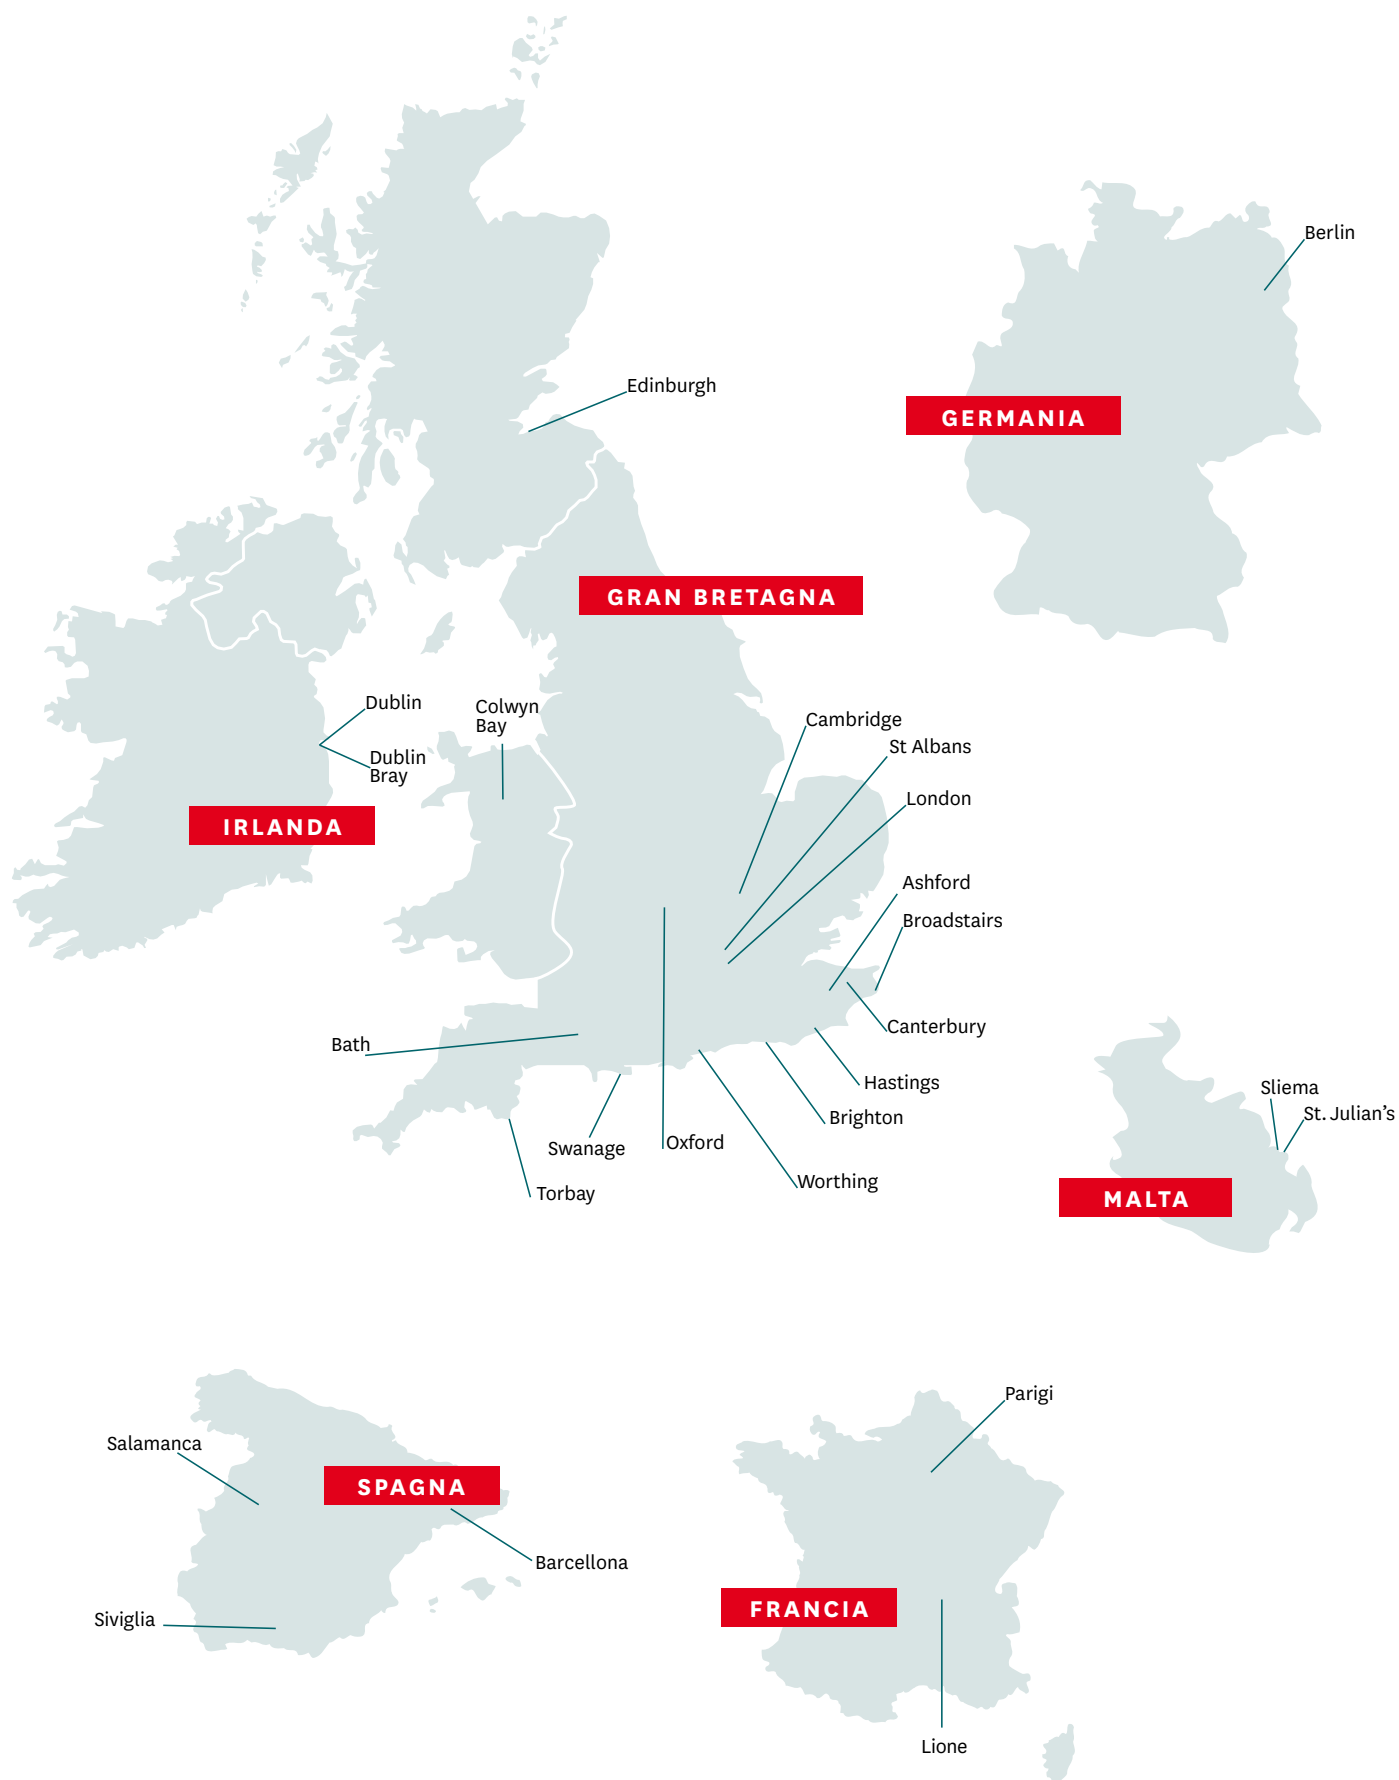 Berlin
Edinburgh
GERMANIA
GRAN BRETAGNA
Dublin
Colwyn
Bay
Cambridge
St Albans
Dublin
Bray
London
IRLANDA
Ashford
Broadstairs
Canterbury
Bath
Hastings
Sliema
St. Julian's
Brighton
Swanage
Oxford
Worthing
Torbay
MALTA
Parigi
Salamanca
SPAGNA
Barcellona
Siviglia
FRANCIA
Lione